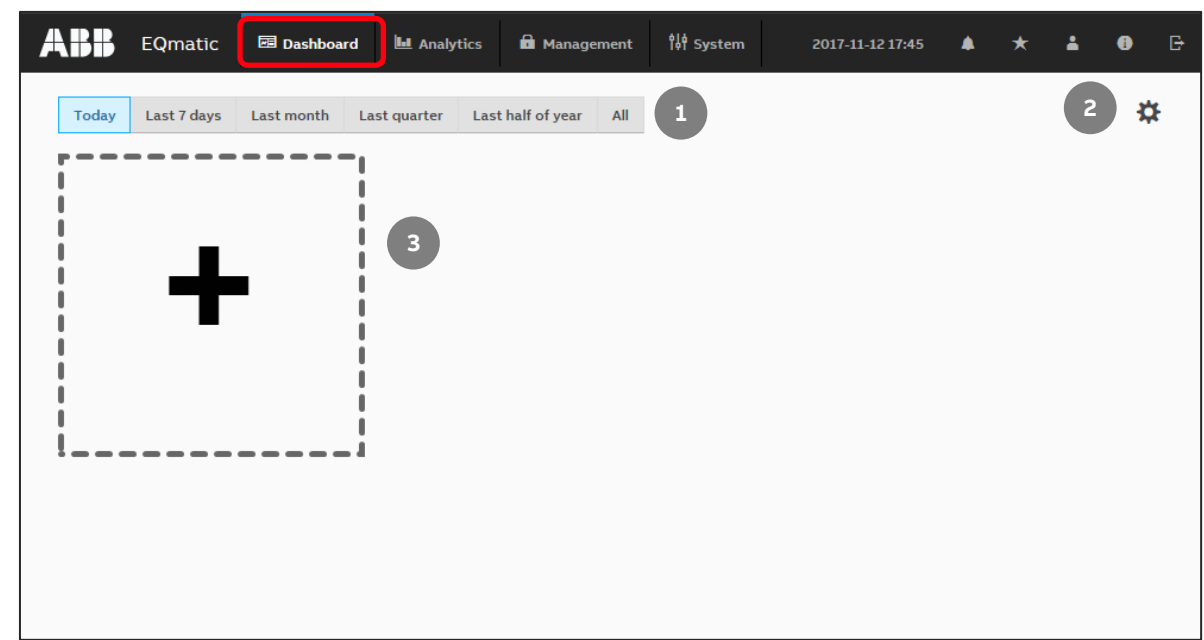 ABB EQmatic Dashboard Analytics Management System 2017-11-12 17:45
Today Last 7 days Last month Last quarter Last half of year All 1 2
3